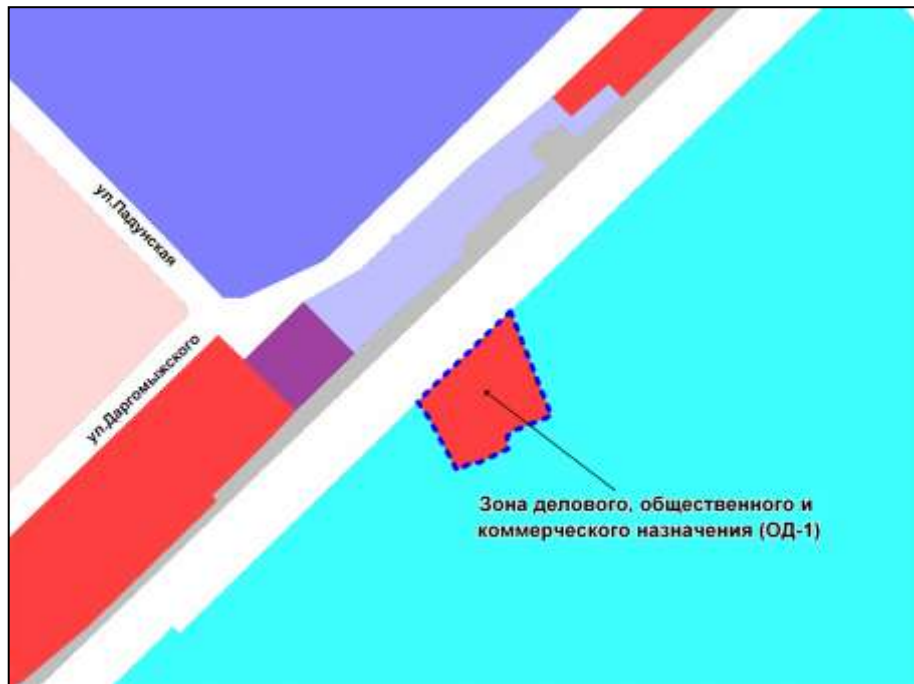 ул.Падунская
ул.Даргомыжского
Зона делового, общественного и
коммерческого назначения (ОД-1)